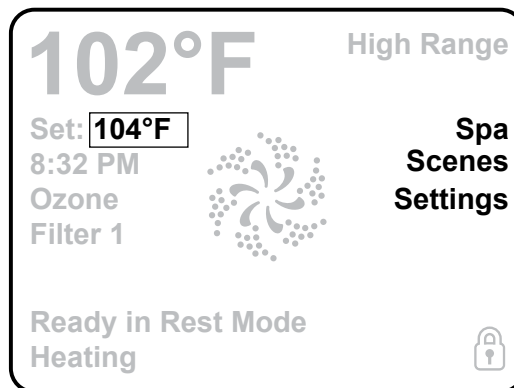 102°F
High Range
Set: 104°F
Spa
8:32 PM
Scenes
Ozone
Settings
Filter 1
Ready in Rest Mode
Heating